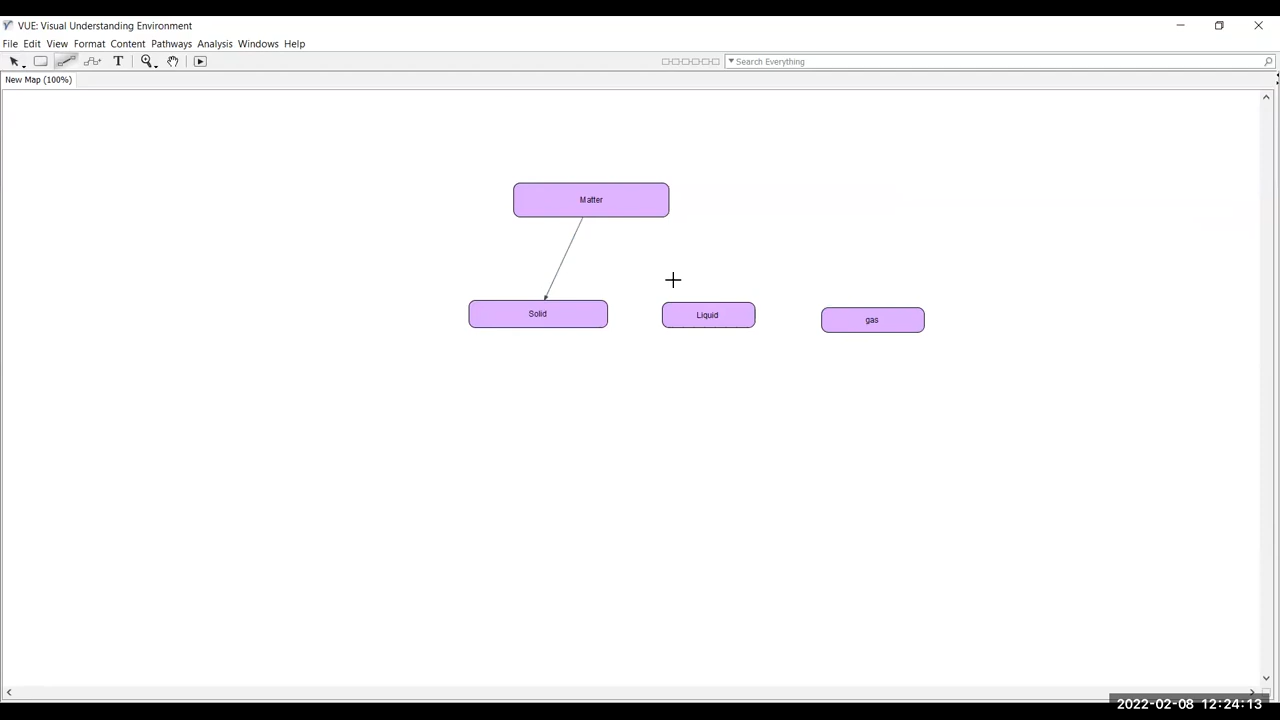 VUE: Visual Understanding Environment
File Edit View Format Content Pathways Analysis Windows Help
T
Search Everything
New Map (100%)
Matter
Solid
Liquid
gas
2022-02-08 12:24:13